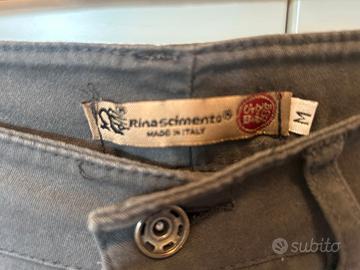 Rinascimento®
MADE IN ITALY
M
subito